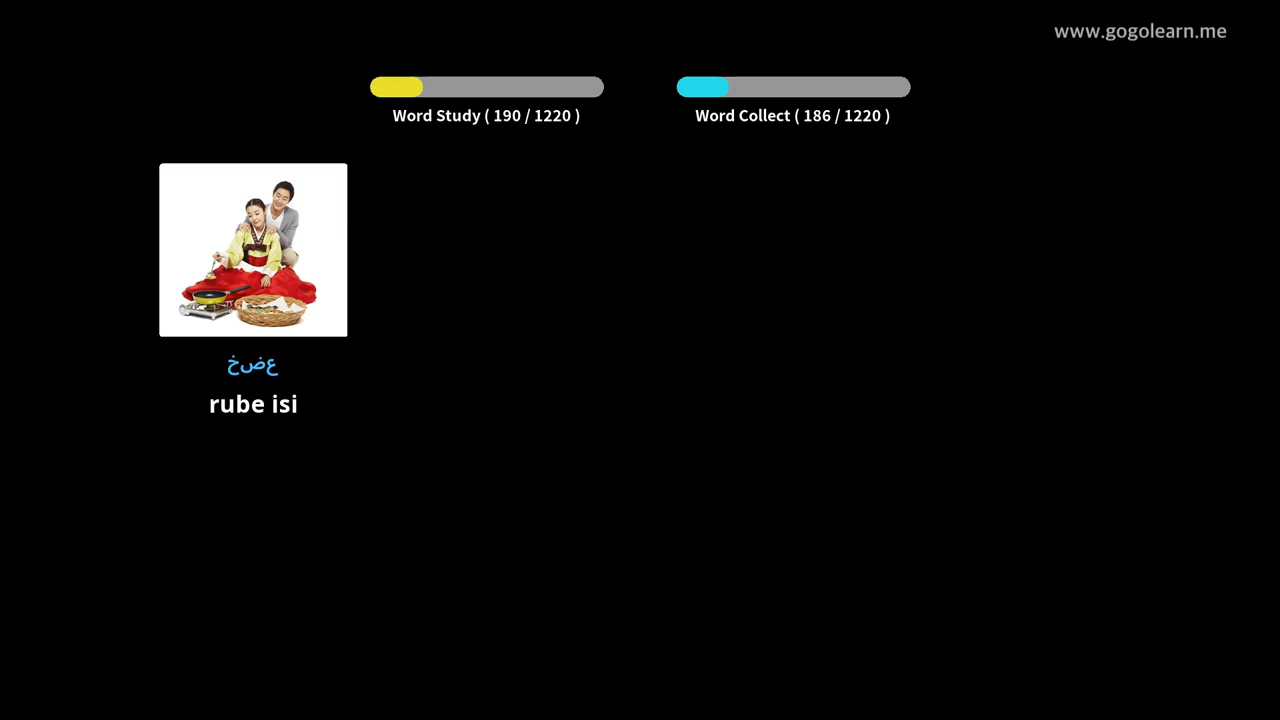 www.gogolearn.me
Word Study ( 190 / 1220 )
Word Collect ( 186 / 1220 )
عضخ
rube isi